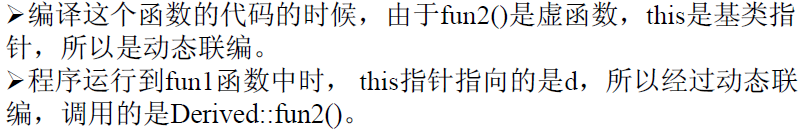 ➢编译这个函数的代码的时候，由于fun2()是虚函数，this是基类指
针，所以是动态联编。
➢程序运行到fun1函数中时， this指针指向的是d，所以经过动态联
编，调用的是Derived::fun2()。